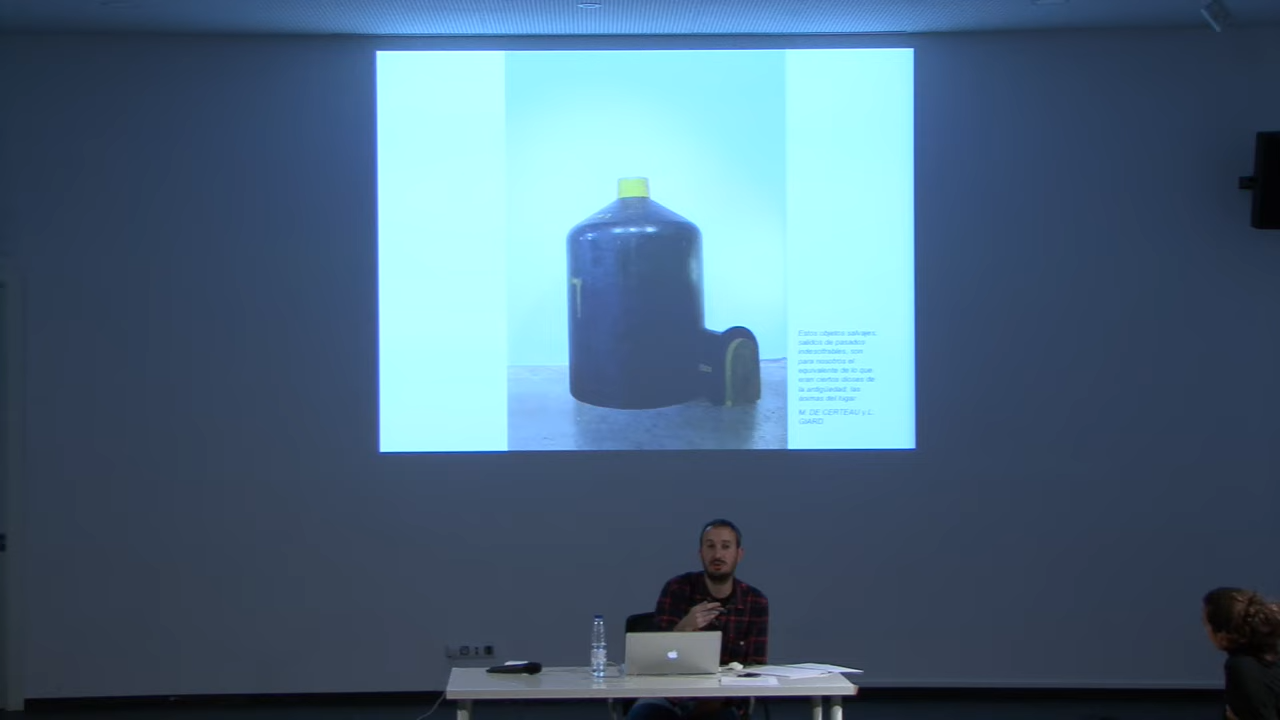 Estos objetos salvajes,
salidos de pasados
indescifrables, son
para nosotros el
equivalente de lo que
eran ciertos dioses de
la antigüedad, las
ánimas del lugar
M. DE CERTEAU y L.
GIARD